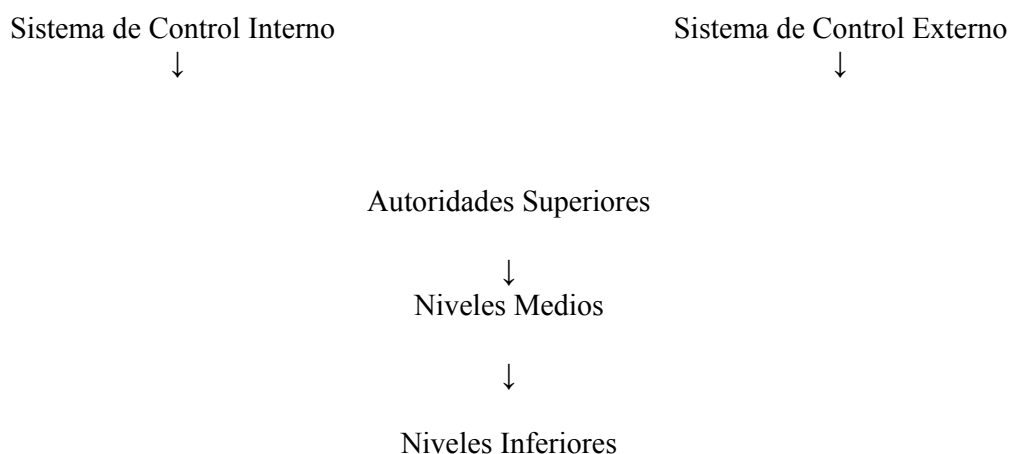 Sistema de Control Interno Sistema de Control Externo
↓ ↓
Autoridades Superiores
↓
Niveles Medios
↓
Niveles Inferiores